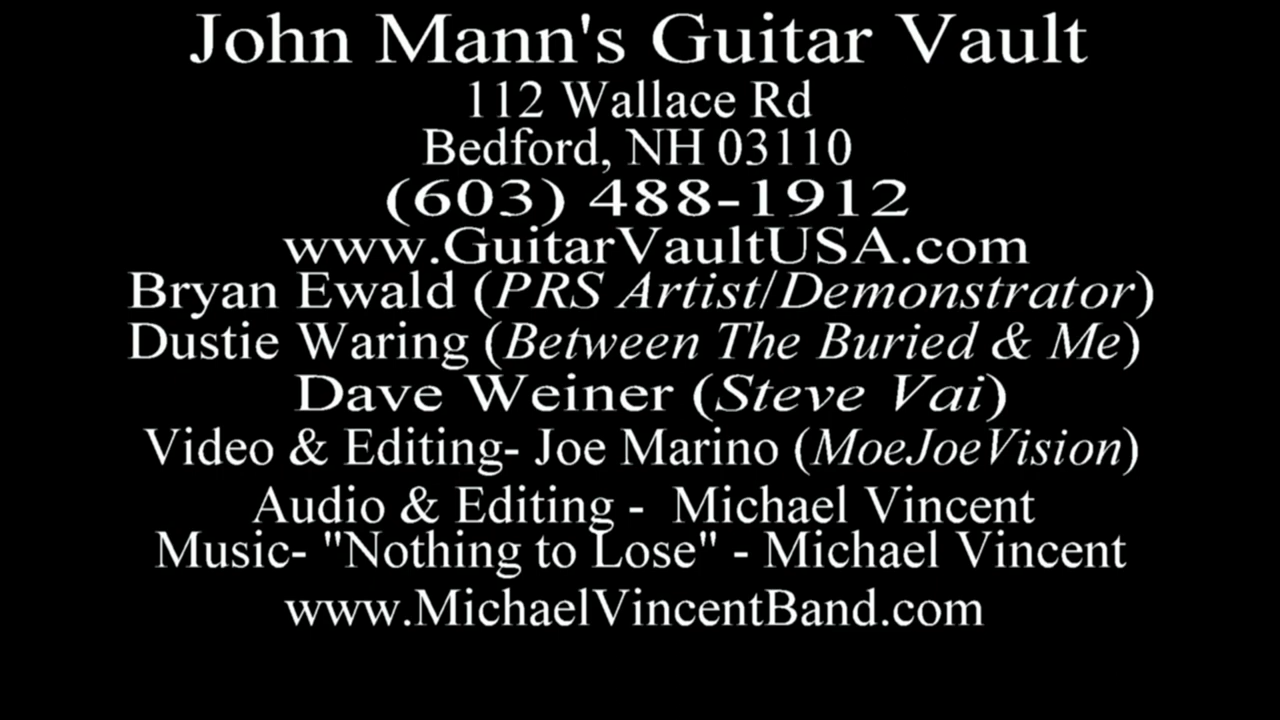 John Mann's Guitar Vault
112 Wallace Rd
Bedford, NH 03110
(603) 488-1912
www.GuitarVaultUSA.com
Bryan Ewald (PRS Artist/Demonstrator)
Dustie Waring (Between The Buried & Me)
Dave Weiner (Steve Vai)
Video & Editing- Joe Marino (MoeJoeVision)
Audio & Editing -  Michael Vincent
Music- "Nothing to Lose" - Michael Vincent
www.MichaelVincentBand.com